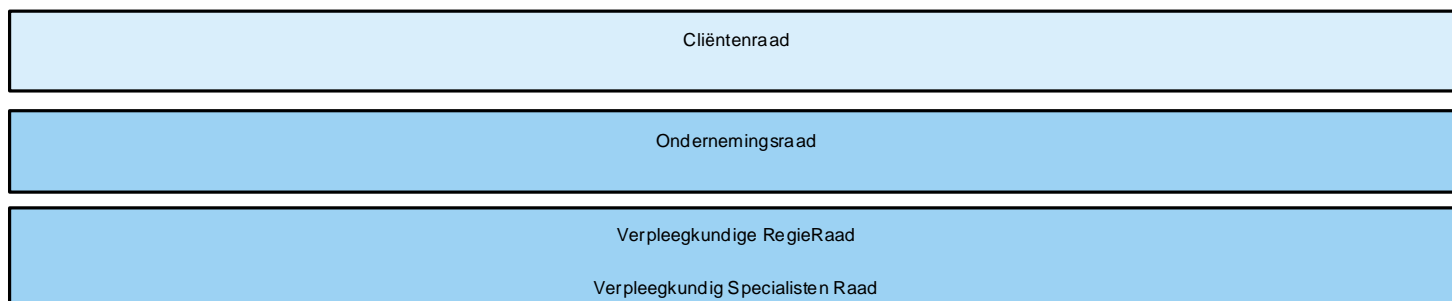 Cliëntenraad
Ondernemingsraad
Verpleegkundige RegieRaad
Verpleegkundig Specialisten Raad